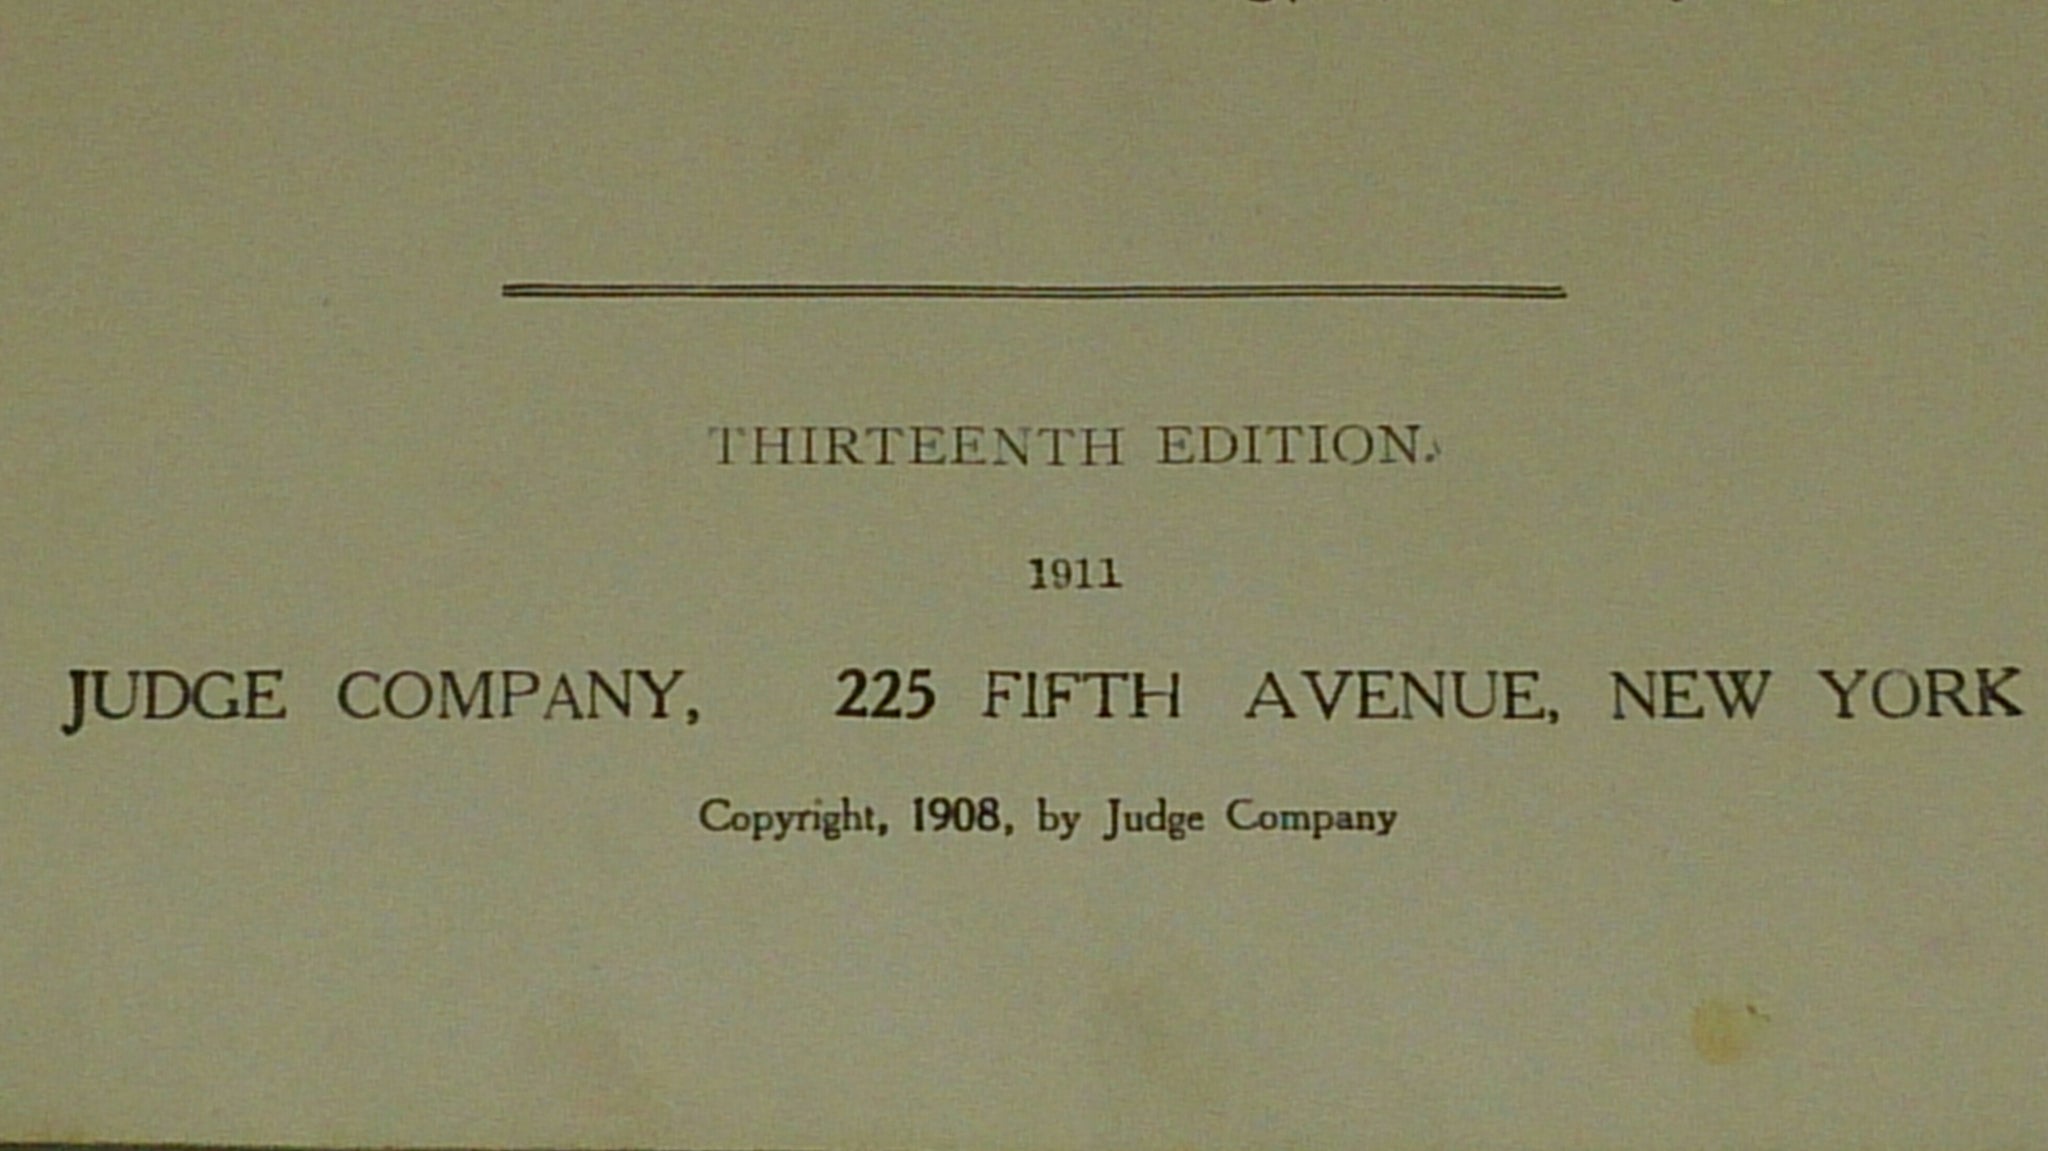 THIRTEENTH EDITION.
1911
JUDGE COMPANY, 225 FIFTH AVENUE, NEW YORK
Copyright, 1908, by Judge Company